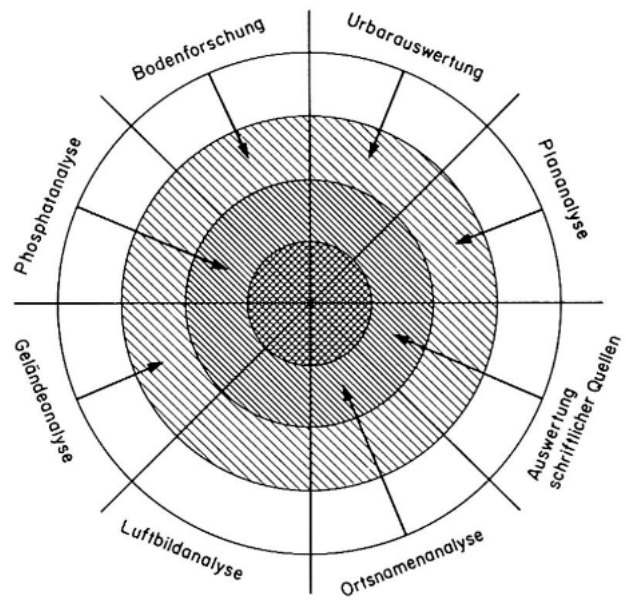 Bodenforschung
Urbarauswertung
Phosphatanalyse
Plananalyse
Geländeanalyse
Auswertung
schriftlicher Quellen
Luftbildanalyse
Ortsnamenanalyse